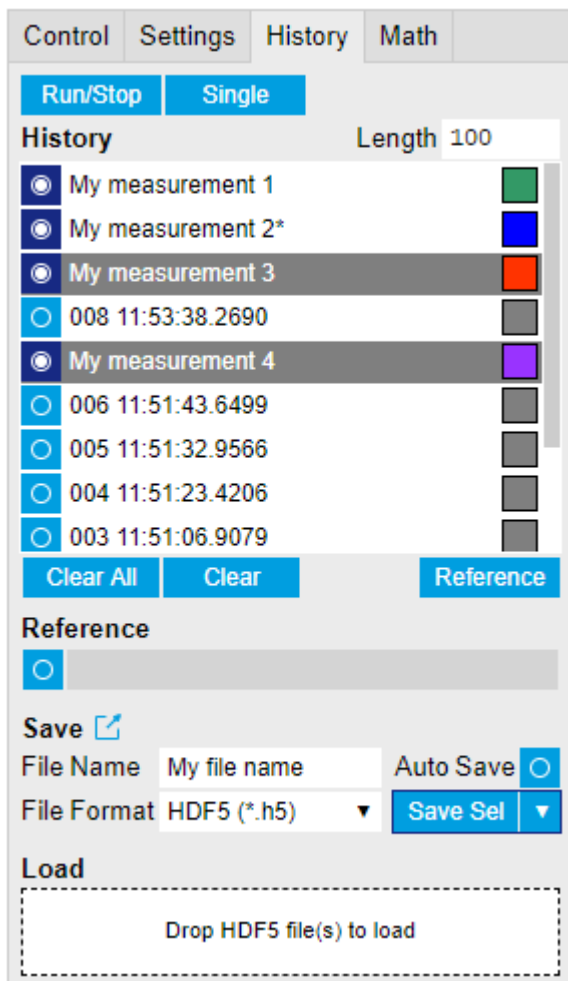 Control Settings History Math
Run/Stop Single
History Length 100
My measurement 1
My measurement 2*
My measurement 3
008 11:53:38.2690
My measurement 4
006 11:51:43.6499
005 11:51:32.9566
004 11:51:23.4206
003 11:51:06.9079
Clear All Clear Reference
Reference
Save
File Name My file name Auto Save
File Format HDF5 (*.h5) Save Sel
Load
Drop HDF5 file(s) to load